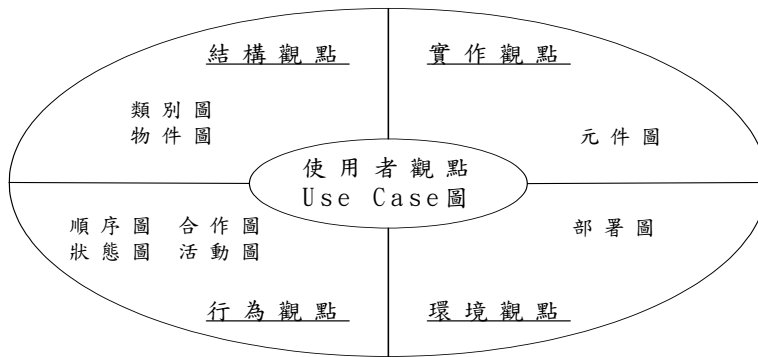 結構觀點
實作觀點
類別圖
物件圖
元件圖
使用者觀點
Use Case圖
順序圖 合作圖
狀態圖 活動圖
部署圖
行為觀點
環境觀點